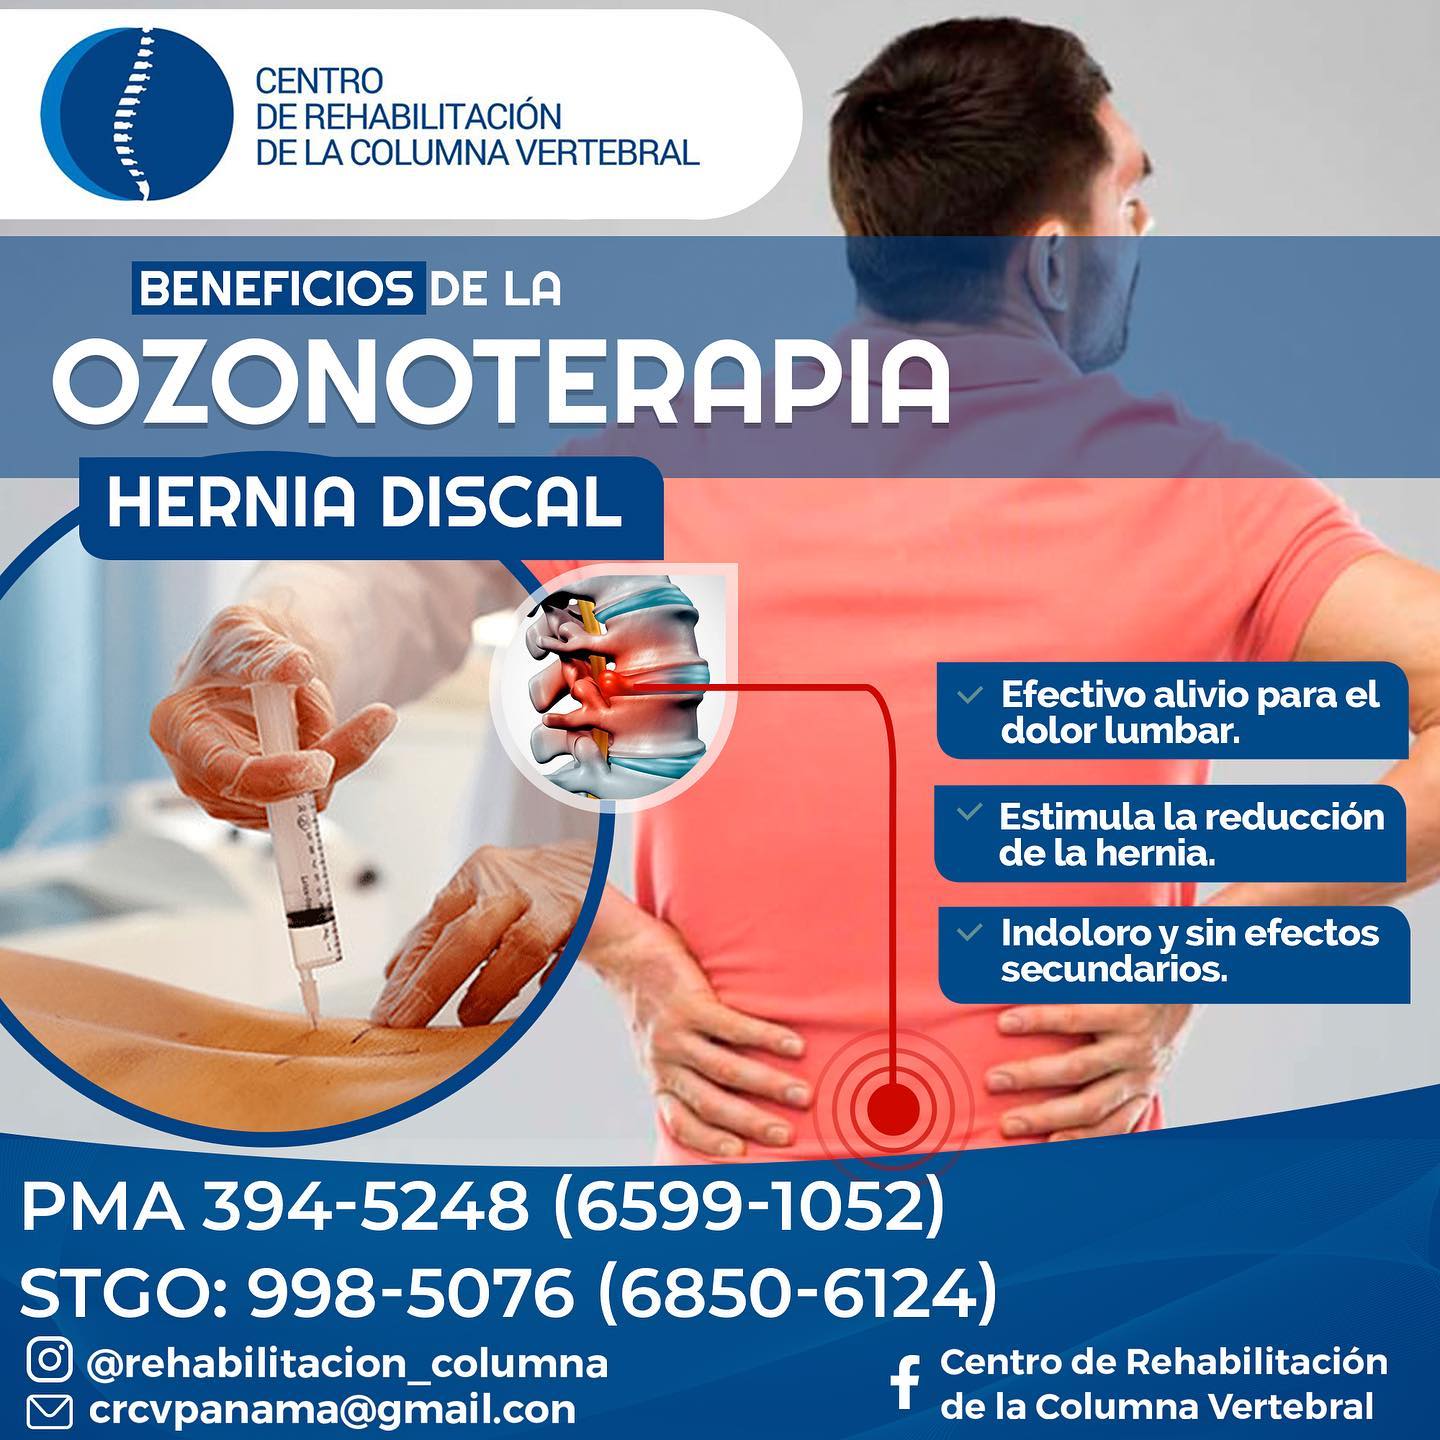 CENTRO
DE REHABILITACIÓN
DE LA COLUMNA VERTEBRAL
BENEFICIOS DE LA
OZONOTERAPIA
HERNIA DISCAL
Efectivo alivio para el
dolor lumbar.
Estimula la reducción
de la hernia.
Indoloro y sin efectos
secundarios.
PMA 394-5248 (6599-1052)
STGO: 998-5076 (6850-6124)
@rehabilitacion_columna
crcvpanama@gmail.con
Centro de Rehabilitación
de la Columna Vertebral